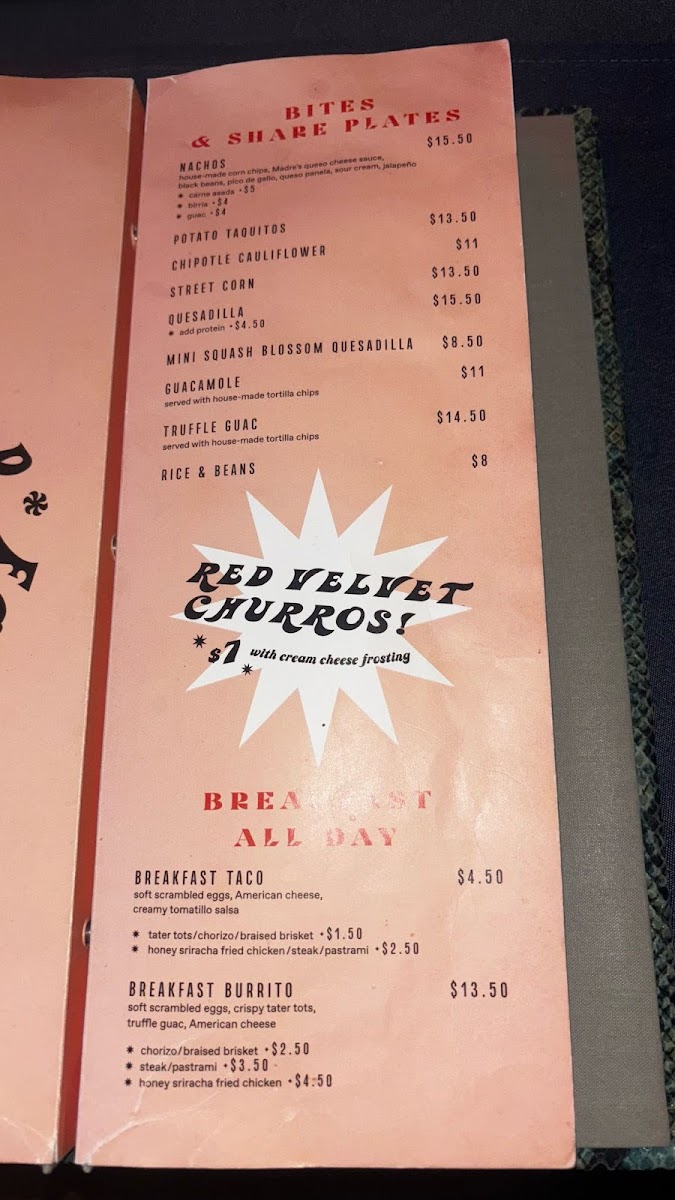 BITES
& SHARE PLATES
NACHOS $15.50
house-made corn chips, Madre's queso cheese sauce,
black beans, pico de gallo, queso panela, sour cream, jalapeño
* carne asada •$5
* birria •$4
* guac •$4
POTATO TAQUITOS $13.50
CHIPOTLE CAULIFLOWER $11
STREET CORN $13.50
QUESADILLA $15.50
* add protein •$4.50
MINI SQUASH BLOSSOM QUESADILLA $8.50
GUACAMOLE $11
served with house-made tortilla chips
TRUFFLE GUAC $14.50
served with house-made tortilla chips
RICE & BEANS $8
RED VELVET
CHURROS!
*$7* with cream cheese frosting
BREAKFAST
ALL DAY
BREAKFAST TACO $4.50
soft scrambled eggs, American cheese,
creamy tomatillo salsa
* tater tots/chorizo/braised brisket •$1.50
* honey sriracha fried chicken/steak/pastrami •$2.50
BREAKFAST BURRITO $13.50
soft scrambled eggs, crispy tater tots,
truffle guac, American cheese
* chorizo/braised brisket •$2.50
* steak/pastrami •$3.50
* honey sriracha fried chicken •$4.50